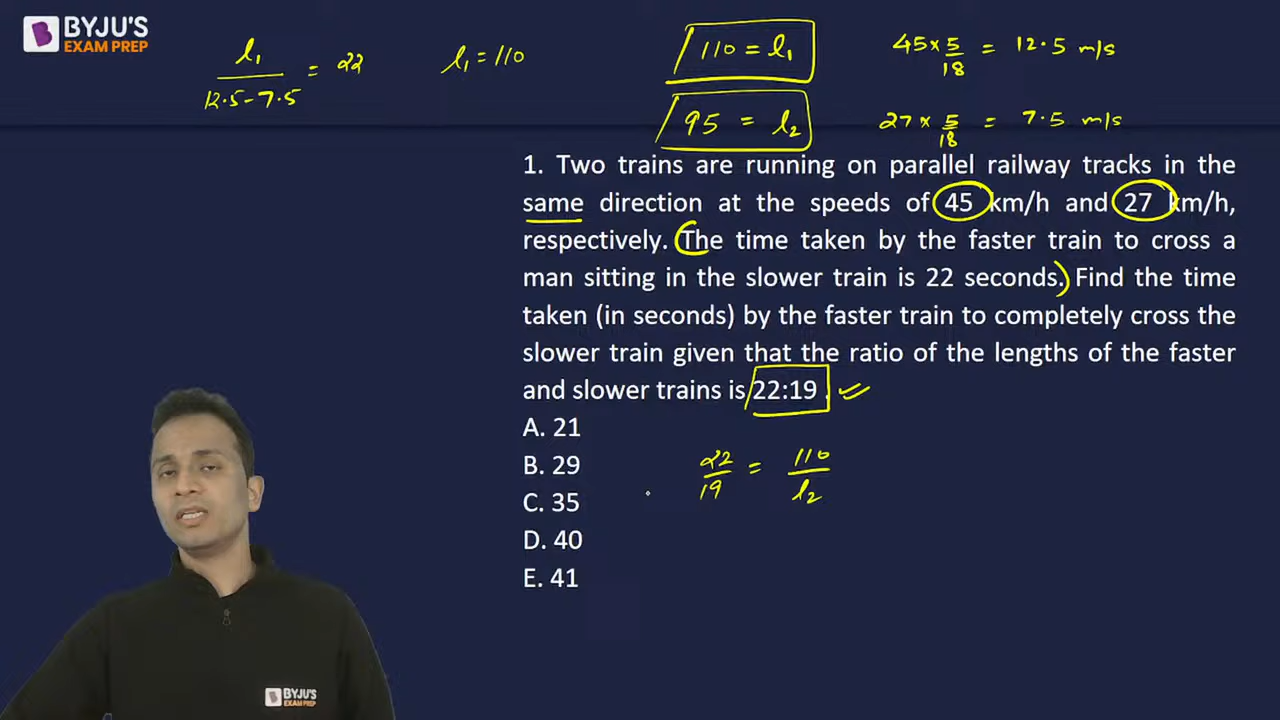 BYJU'S
EXAM PREP
l₁ / 12.5-7.5 = 22
l₁ = 110
110 = l₁
95 = l₂
45 × 5/18 = 12.5 m/s
27 × 5/18 = 7.5 m/s
1. Two trains are running on parallel railway tracks in the
same direction at the speeds of 45 km/h and 27 km/h,
respectively. The time taken by the faster train to cross a
man sitting in the slower train is 22 seconds. Find the time
taken (in seconds) by the faster train to completely cross the
slower train given that the ratio of the lengths of the faster
and slower trains is 22:19.
A. 21
B. 29
C. 35
D. 40
E. 41
22/19 = 110/l₂
BYJU'S
EXAM PREP